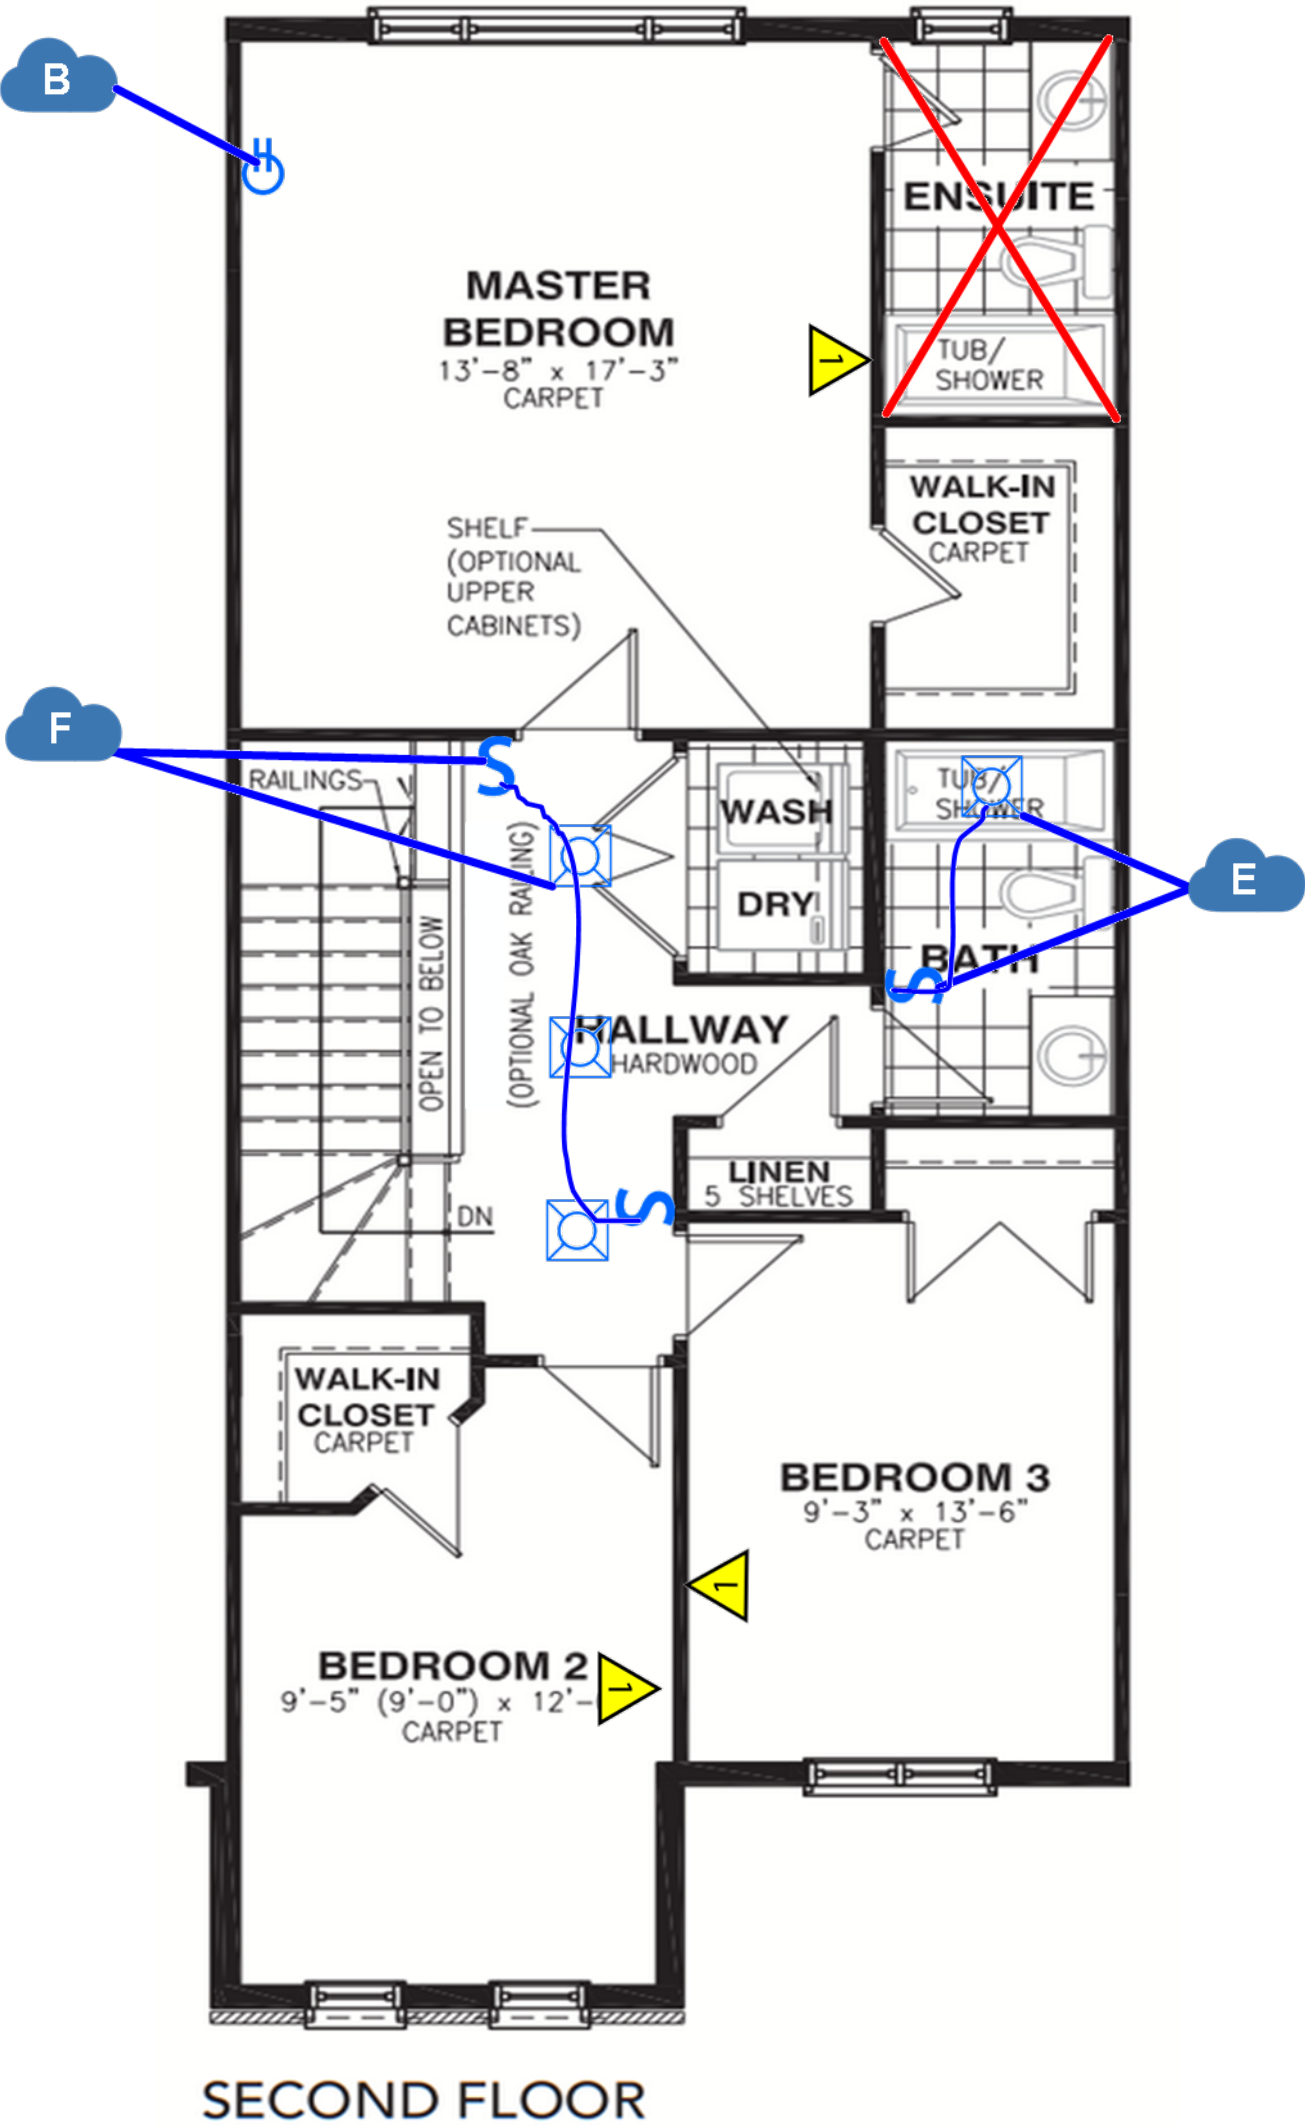 B
ENSUITE
MASTER
BEDROOM
13'-8" x 17'-3"
CARPET
1
TUB/
SHOWER
WALK-IN
CLOSET
CARPET
SHELF
(OPTIONAL
UPPER
CABINETS)
F
S
RAILINGS
WASH
DRY
TUB/
SHOWER
E
BATH
S
OPEN TO BELOW
(OPTIONAL OAK RAILING)
HALLWAY
HARDWOOD
LINEN
5 SHELVES
S
DN
WALK-IN
CLOSET
CARPET
BEDROOM 3
9'-3" x 13'-6"
CARPET
1
BEDROOM 2
1
9'-5" (9'-0") x 12'-
CARPET
SECOND FLOOR